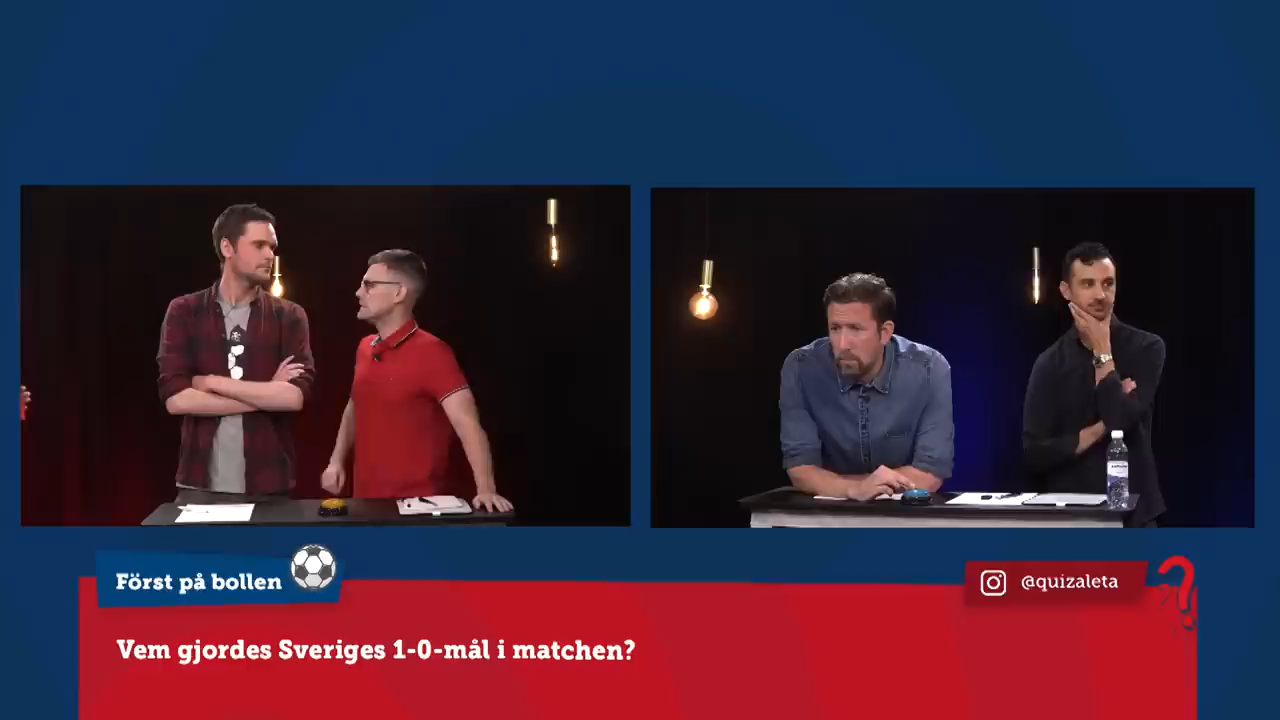 Först på bollen
@quizaleta
Vem gjordes Sveriges 1-0-mål i matchen?